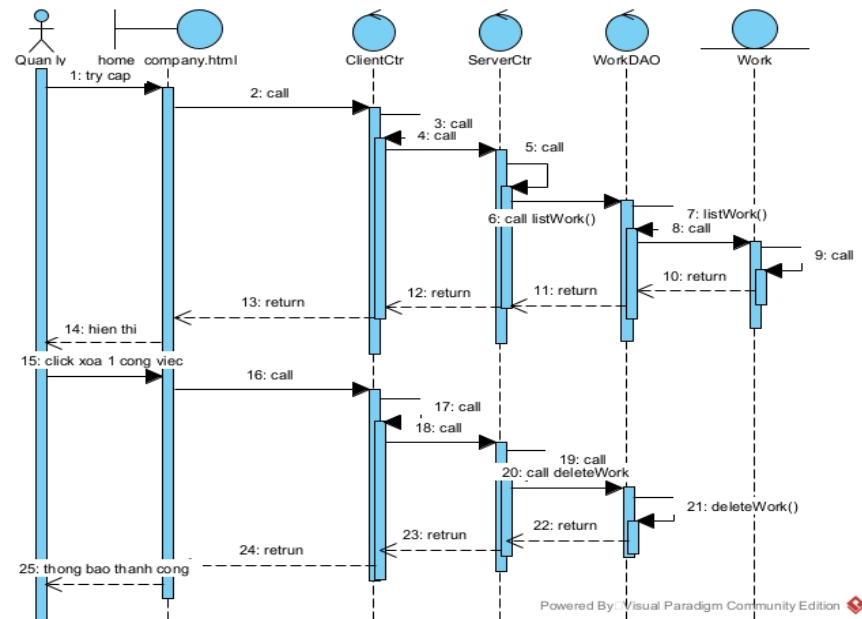 Quan ly
home_company.html
ClientCtr
ServerCtr
WorkDAO
Work
1: try cap
2: call
3: call
4: call
5: call
6: call listWork()
7: listWork()
8: call
9: call
10: return
11: return
12: return
13: return
14: hien thi
15: click xoa 1 cong viec
16: call
17: call
18: call
19: call
20: call deleteWork
21: deleteWork()
22: return
23: retrun
24: retrun
25: thong bao thanh cong
Powered By Visual Paradigm Community Edition